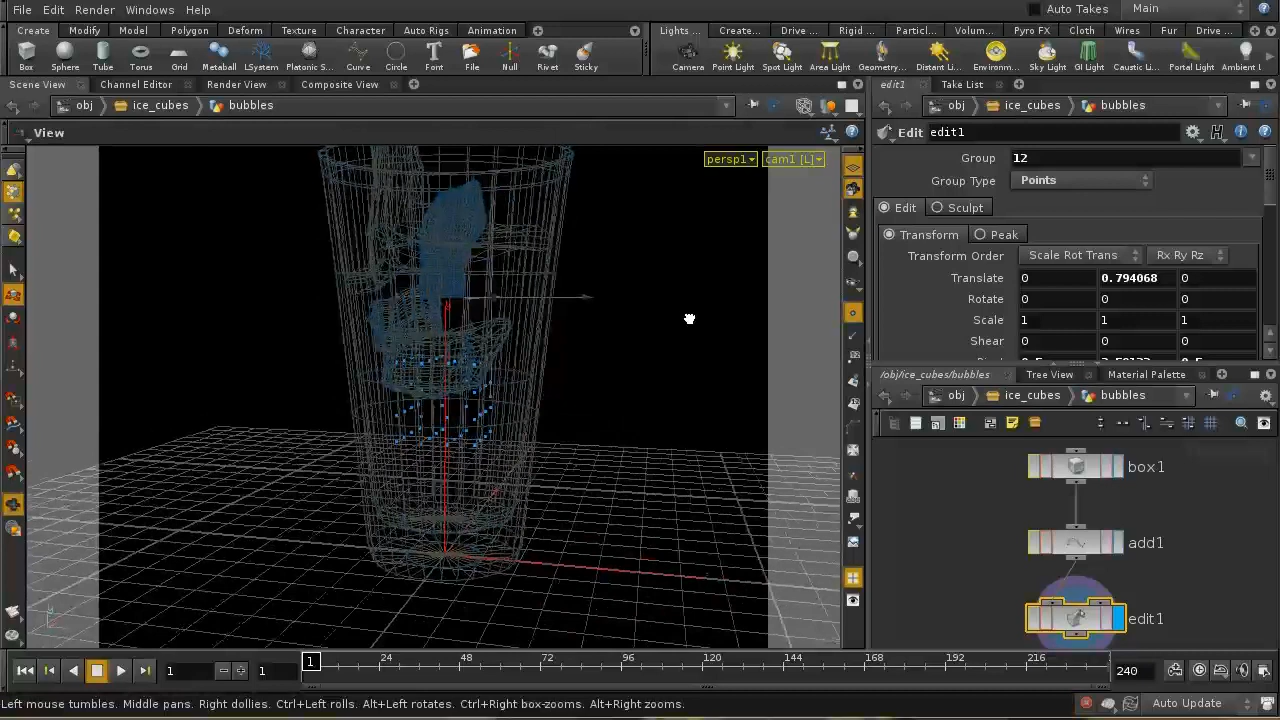 File Edit Render Windows Help Auto Takes Main
Create Modify Model Polygon Deform Texture Character Auto Rigs Animation Lights ... Create... Drive ... Rigid ... Particl... Volum... Pyro FX Cloth Wires Fur Drive ...
Box Sphere Tube Torus Grid Metaball LSystem Platonic S... Curve Circle Font File Null Rivet Sticky Camera Point Light Spot Light Area Light Geometry... Distant Li... Environm... Sky Light GI Light Caustic Li... Portal Light Ambient L
Scene View Channel Editor Render View Composite View edit1 Take List
obj ice_cubes bubbles obj ice_cubes bubbles
View persp1 cam1 [L] Edit edit1
Group 12
Group Type Points
Edit Sculpt
Transform Peak
Transform Order Scale Rot Trans Rx Ry Rz
Translate 0 0.794068 0
Rotate 0 0 0
Scale 1 1 1
Shear 0 0 0
/obj/ice_cubes/bubbles Tree View Material Palette
obj ice_cubes bubbles
box1
add1
edit1
1 1 1 24 48 72 96 120 144 168 192 216 240
Left mouse tumbles. Middle pans. Right dollies. Ctrl+Left rolls. Alt+Left rotates. Ctrl+Right box-zooms. Alt+Right zooms. Auto Update